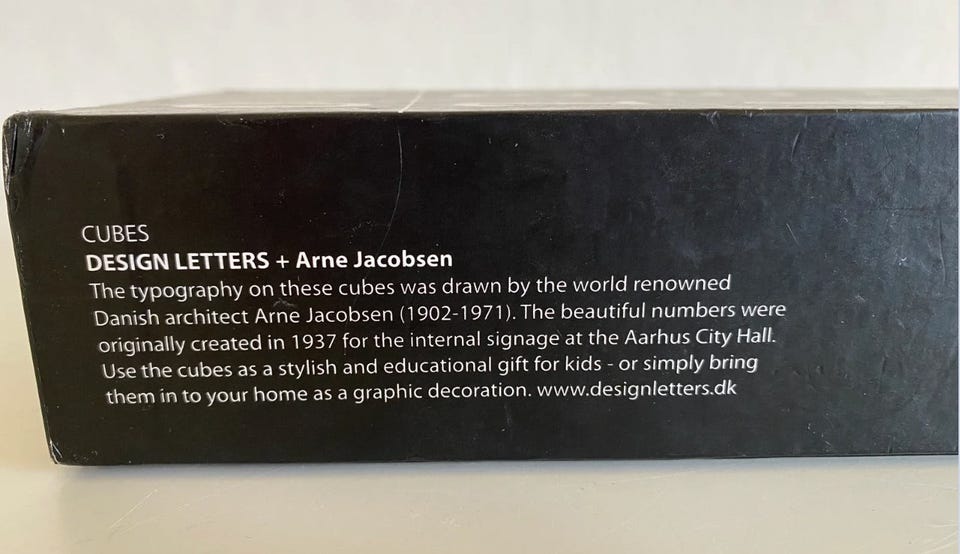 CUBES
DESIGN LETTERS + Arne Jacobsen
The typography on these cubes was drawn by the world renowned
Danish architect Arne Jacobsen (1902-1971). The beautiful numbers were
originally created in 1937 for the internal signage at the Aarhus City Hall.
Use the cubes as a stylish and educational gift for kids - or simply bring
them in to your home as a graphic decoration. www.designletters.dk